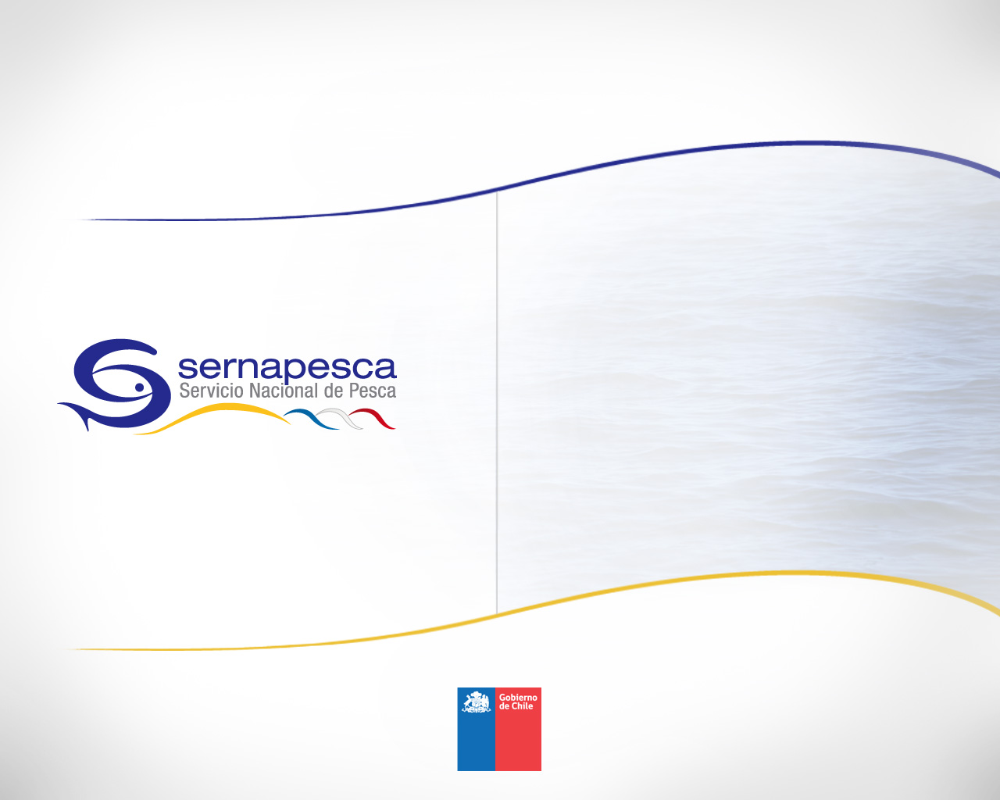 sernapesca
Servicio Nacional de Pesca
Gobierno
de Chile